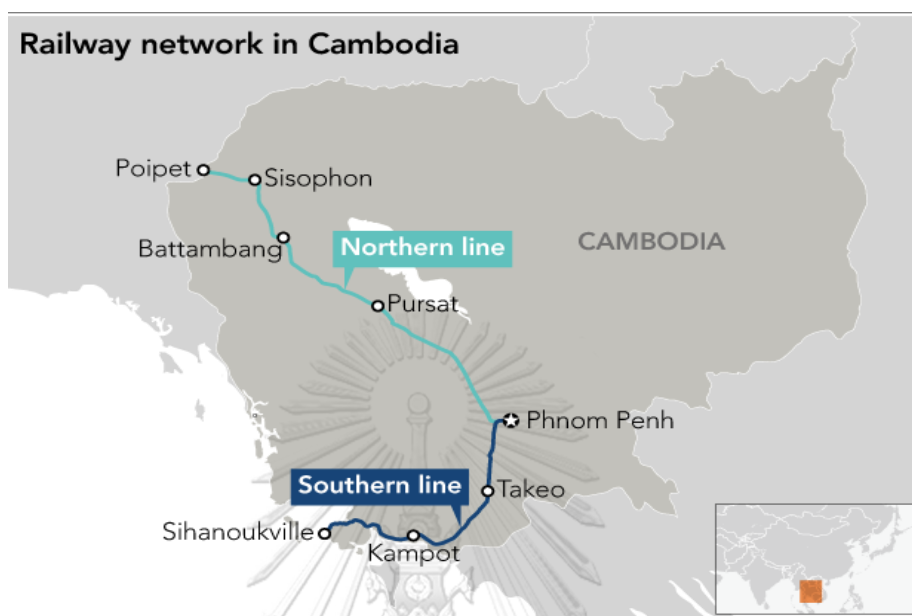 Railway network in Cambodia
Poipet
Sisophon
Battambang
Northern line
CAMBODIA
Pursat
Phnom Penh
Southern line
Takeo
Sihanoukville
Kampot